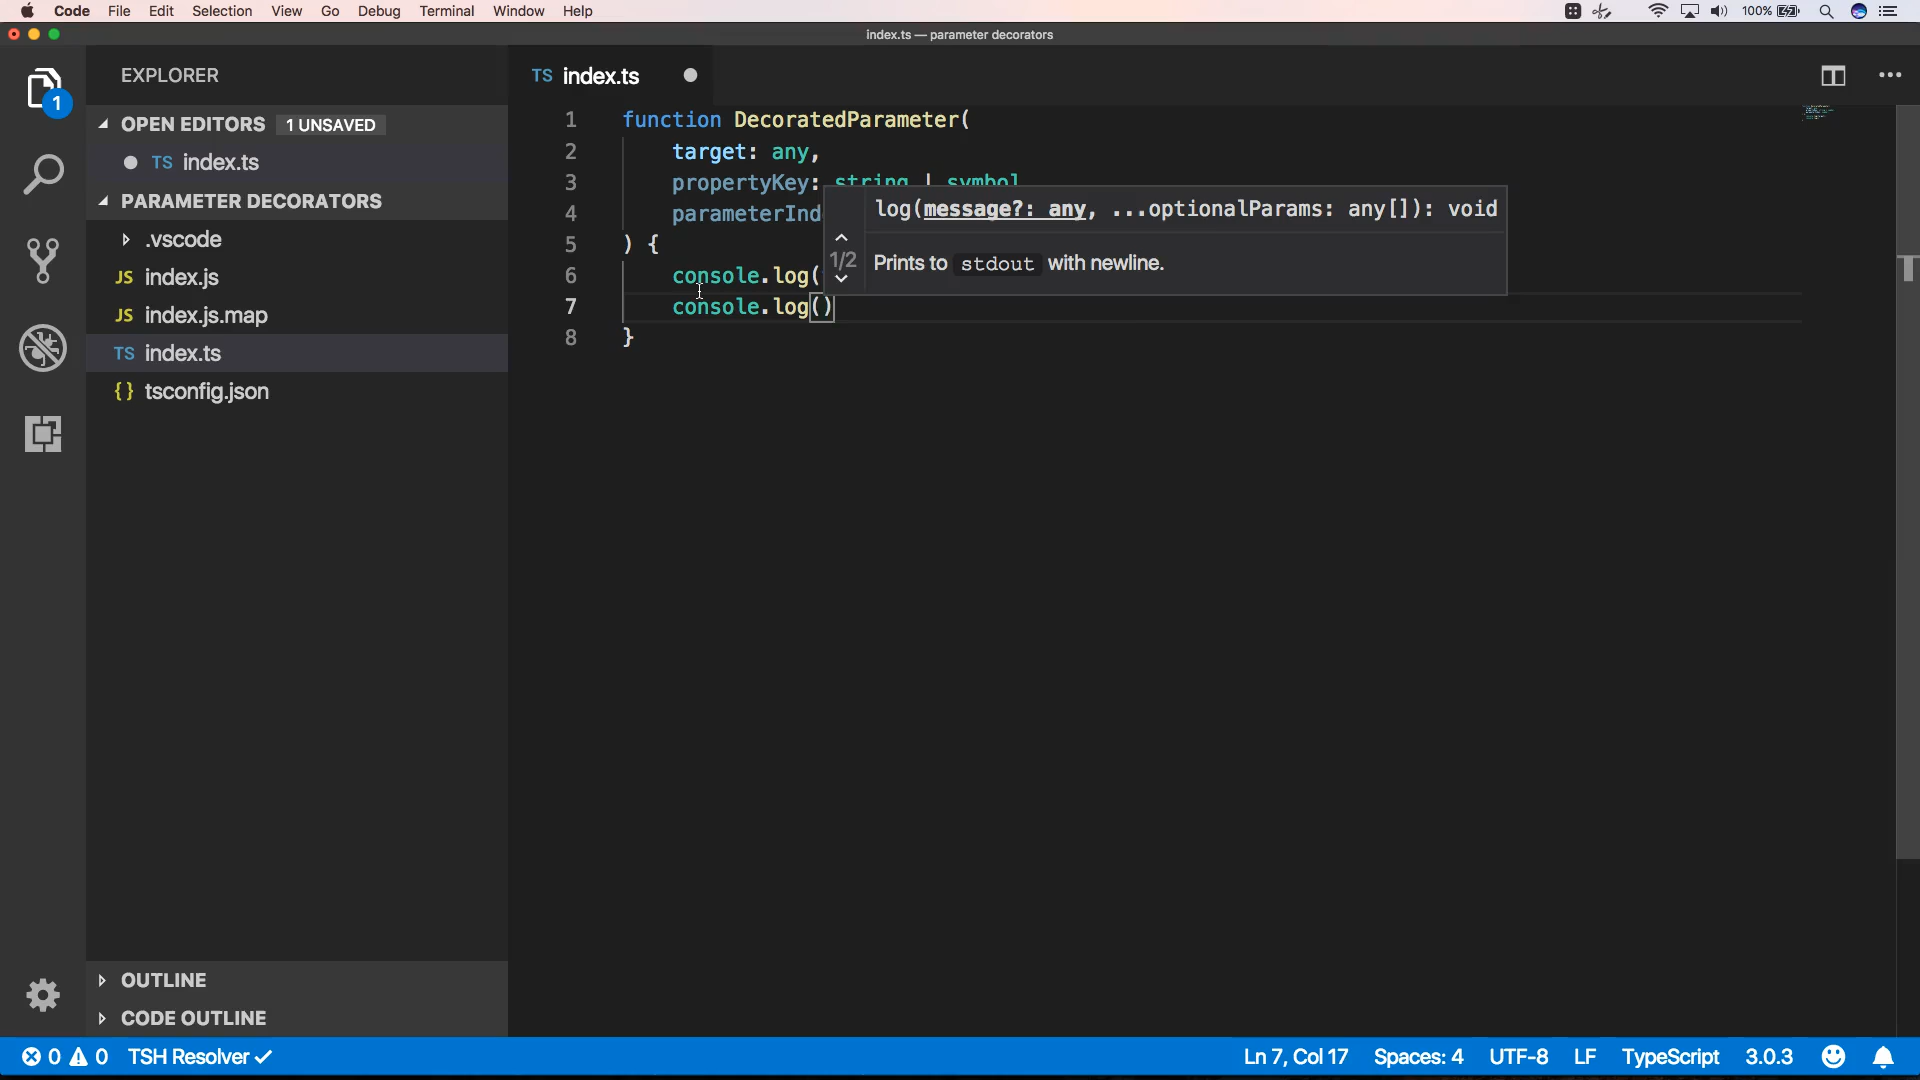 Code File Edit Selection View Go Debug Terminal Window Help 100%
index.ts — parameter decorators
EXPLORER
OPEN EDITORS 1 UNSAVED
TS index.ts
PARAMETER DECORATORS
.vscode
JS index.js
JS index.js.map
TS index.ts
{} tsconfig.json
OUTLINE
CODE OUTLINE
1
TS index.ts
1 function DecoratedParameter(
2 target: any,
3 propertyKey: string | symbol
4 parameterInd
5 ) {
6 console.log(
7 console.log()
8 }
log(message?: any, ...optionalParams: any[]): void
1/2
Prints to stdout with newline.
0 0 TSH Resolver Ln 7, Col 17 Spaces: 4 UTF-8 LF TypeScript 3.0.3